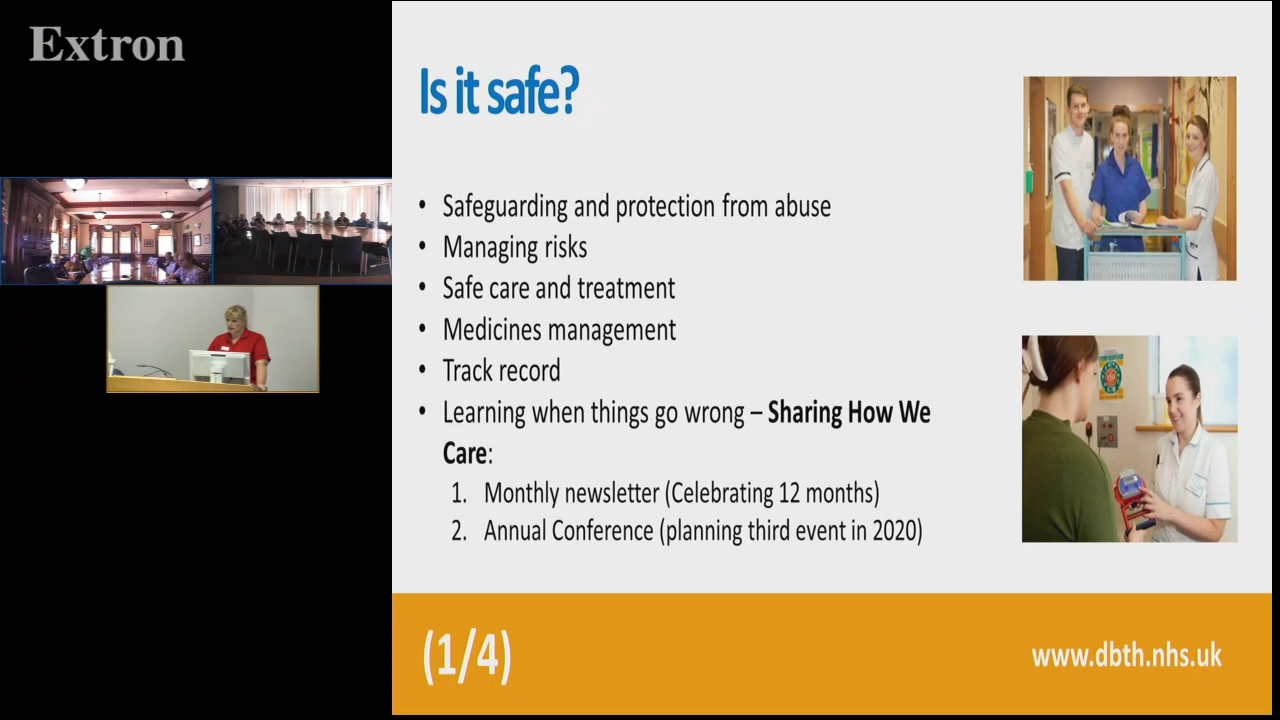 Extron
Is it safe?
• Safeguarding and protection from abuse
• Managing risks
• Safe care and treatment
• Medicines management
• Track record
• Learning when things go wrong – Sharing How We
Care:
1. Monthly newsletter (Celebrating 12 months)
2. Annual Conference (planning third event in 2020)
(1/4)
www.dbth.nhs.uk